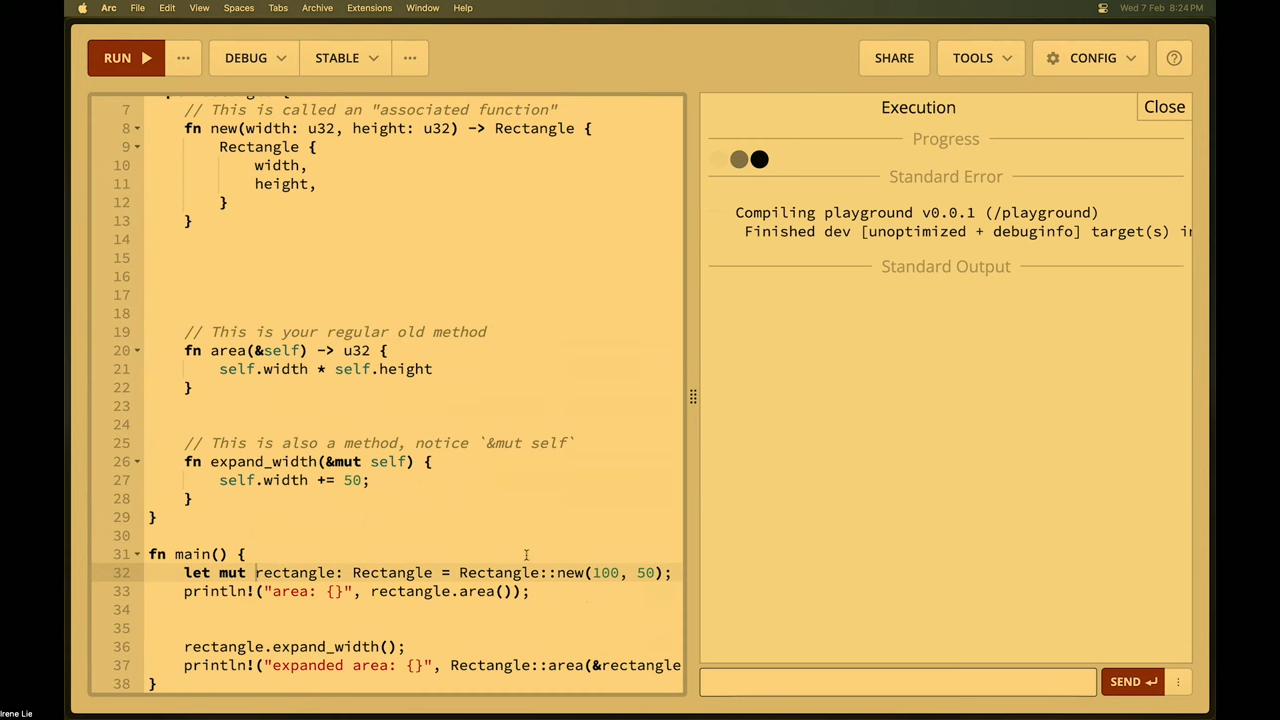 Arc File Edit View Spaces Tabs Archive Extensions Window Help Wed 7 Feb 8:24 PM
RUN ▶ ··· DEBUG STABLE ··· SHARE TOOLS CONFIG ?
7 // This is called an "associated function"
8 fn new(width: u32, height: u32) -> Rectangle {
9 Rectangle {
10 width,
11 height,
12 }
13 }
14
15
16
17
18
19 // This is your regular old method
20 fn area(&self) -> u32 {
21 self.width * self.height
22 }
23
24
25 // This is also a method, notice `&mut self`
26 fn expand_width(&mut self) {
27 self.width += 50;
28 }
29 }
30
31 fn main() {
32 let mut rectangle: Rectangle = Rectangle::new(100, 50);
33 println!("area: {}", rectangle.area());
34
35
36 rectangle.expand_width();
37 println!("expanded area: {}", Rectangle::area(&rectangle
38 }
Execution
Close
Progress
Standard Error
Compiling playground v0.0.1 (/playground)
Finished dev [unoptimized + debuginfo] target(s) in
Standard Output
SEND
Irene Lie